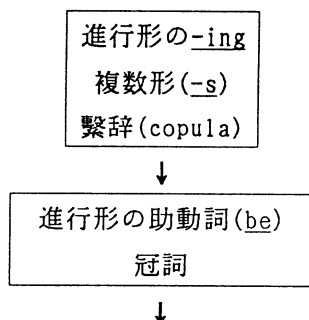 進行形の-ing
複数形(-s)
繋辞(copula)
↓
進行形の助動詞(be)
冠詞
↓